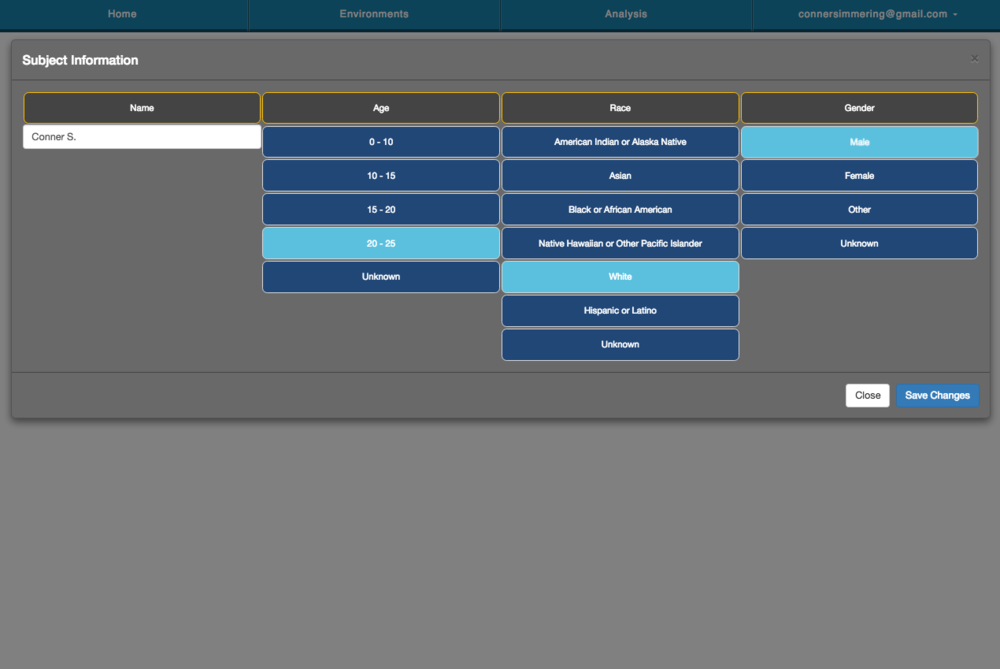 Home Environments Analysis connersimmering@gmail.com
Subject Information ×
Name Age Race Gender
Conner S. 0 - 10 American Indian or Alaska Native Male
10 - 15 Asian Female
15 - 20 Black or African American Other
20 - 25 Native Hawaiian or Other Pacific Islander Unknown
Unknown White
Hispanic or Latino
Unknown
Close Save Changes